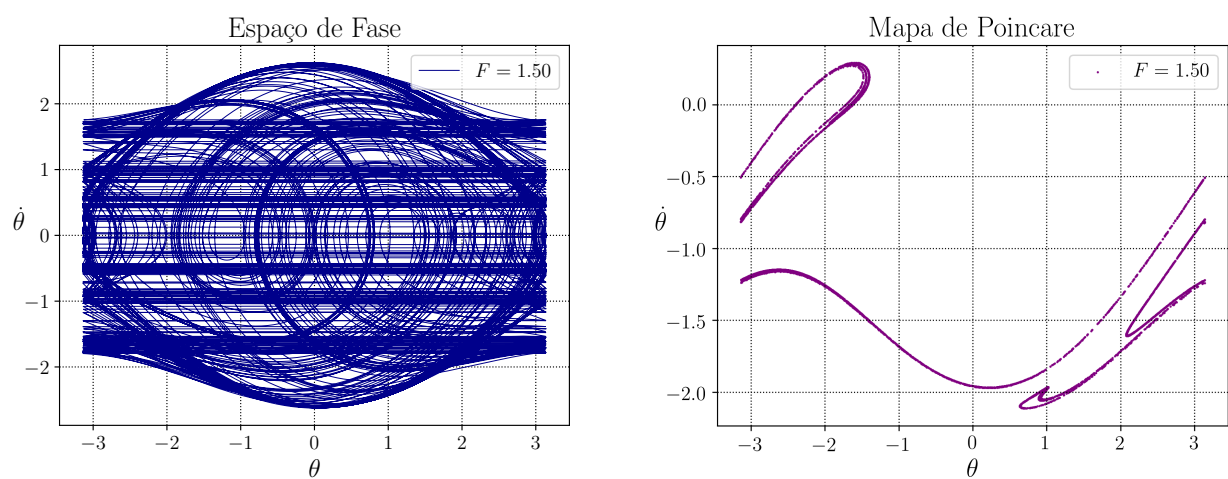 Espaço de Fase
F = 1.50
2
1
0
−1
−2
θ̇
−3 −2 −1 0 1 2 3
θ
Mapa de Poincare
F = 1.50
0.0
−0.5
−1.0
−1.5
−2.0
θ̇
−3 −2 −1 0 1 2 3
θ